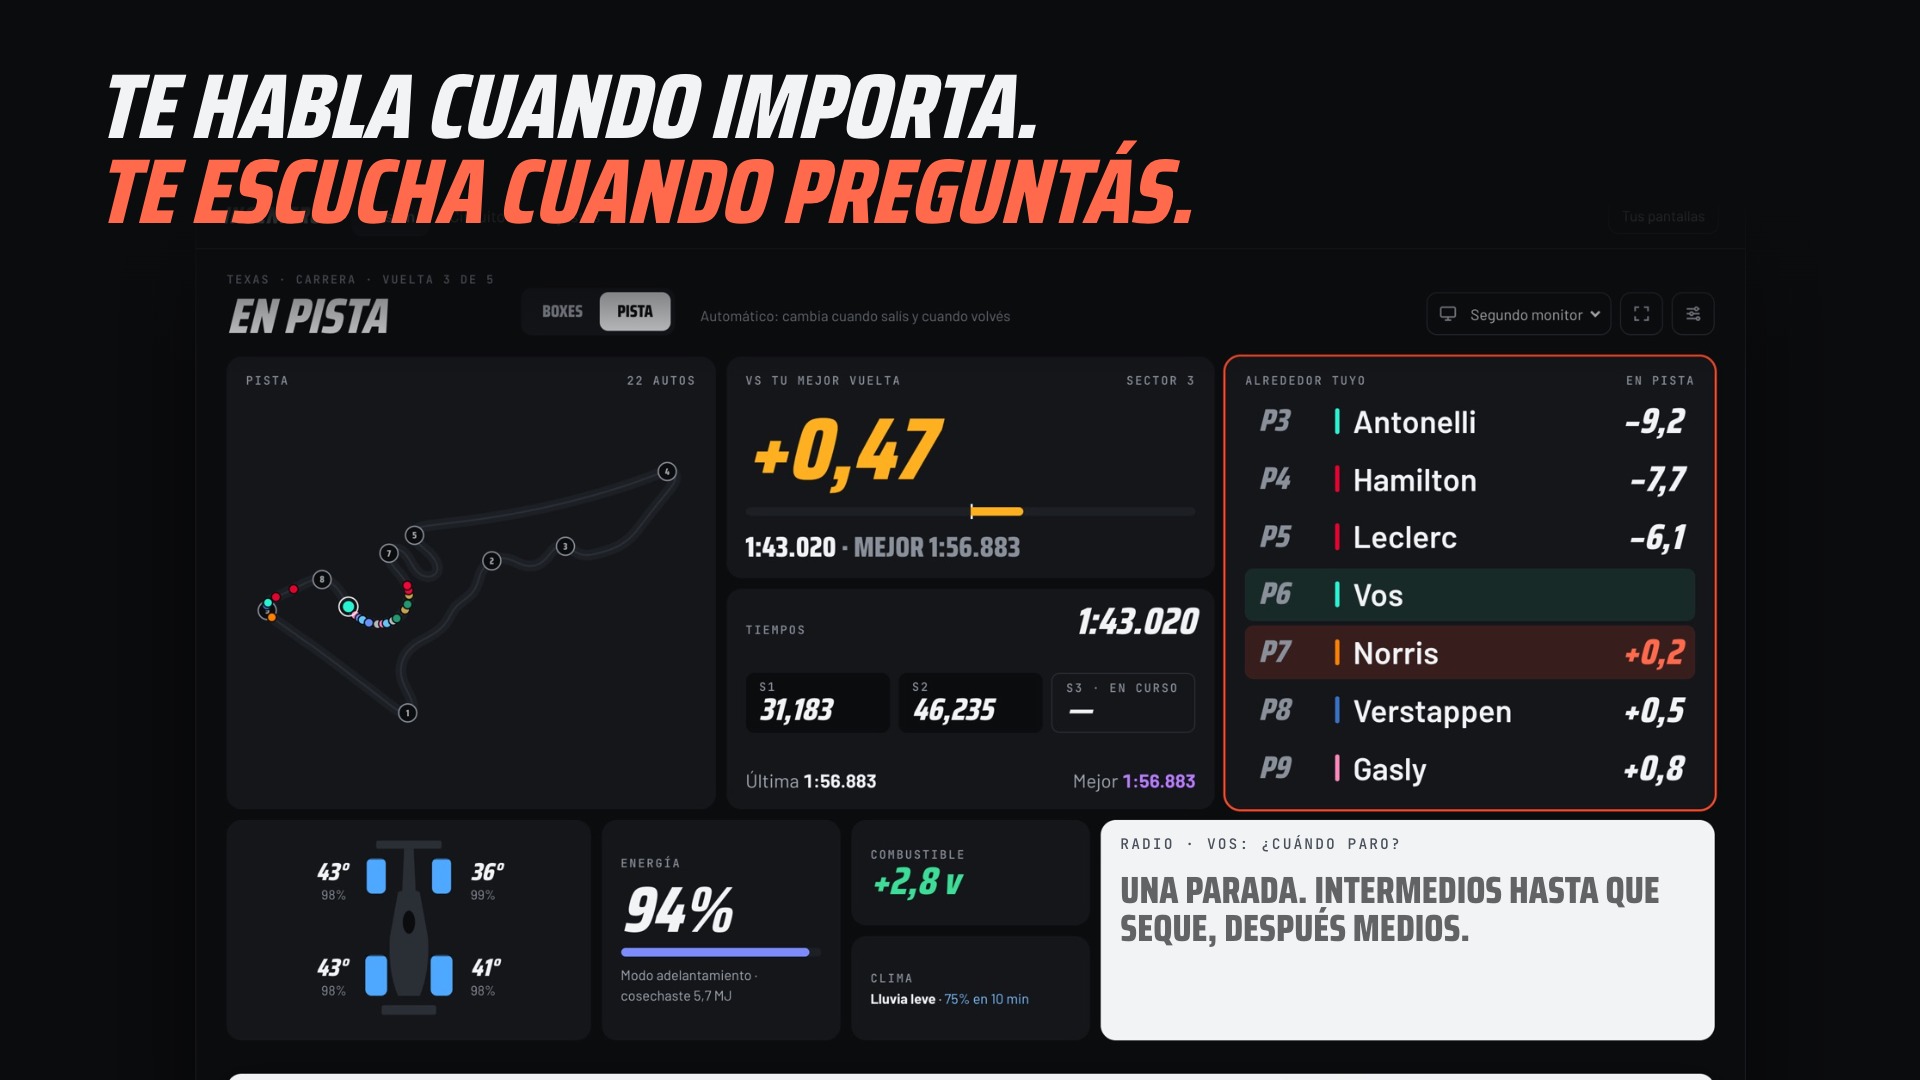 TE HABLA CUANDO IMPORTA.
TE ESCUCHA CUANDO PREGUNTÁS.
Tus pantallas
TEXAS · CARRERA · VUELTA 3 DE 5
EN PISTA
BOXES
PISTA
Automático: cambia cuando salís y cuando volvés
Segundo monitor
PISTA
22 AUTOS
4
5
7
3
2
8
1
VS TU MEJOR VUELTA
SECTOR 3
+0,47
1:43.020 · MEJOR 1:56.883
TIEMPOS
1:43.020
S1
31,183
S2
46,235
S3 · EN CURSO
—
Última 1:56.883
Mejor 1:56.883
ALREDEDOR TUYO
EN PISTA
P3 Antonelli −9,2
P4 Hamilton −7,7
P5 Leclerc −6,1
P6 Vos
P7 Norris +0,2
P8 Verstappen +0,5
P9 Gasly +0,8
43º
98%
36º
99%
43º
98%
41º
98%
ENERGÍA
94%
Modo adelantamiento ·
cosechaste 5,7 MJ
COMBUSTIBLE
+2,8 V
CLIMA
Lluvia leve · 75% en 10 min
RADIO · VOS: ¿CUÁNDO PARO?
UNA PARADA. INTERMEDIOS HASTA QUE
SEQUE, DESPUÉS MEDIOS.